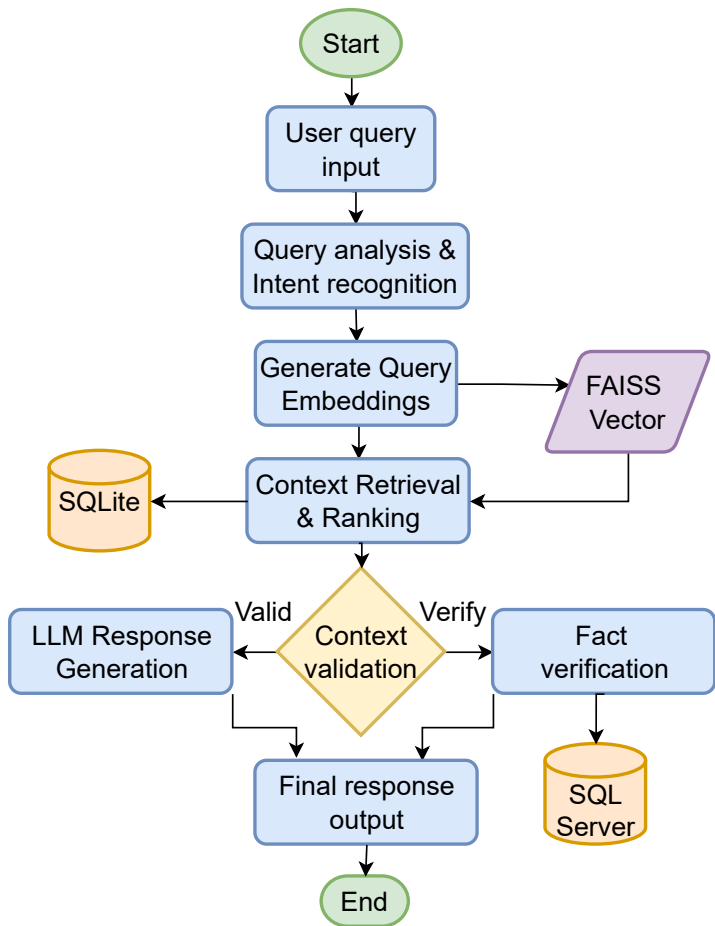 Start
User query
input
Query analysis &
Intent recognition
Generate Query
Embeddings
FAISS
Vector
SQLite
Context Retrieval
& Ranking
Valid
Verify
LLM Response
Generation
Context
validation
Fact
verification
Final response
output
SQL
Server
End